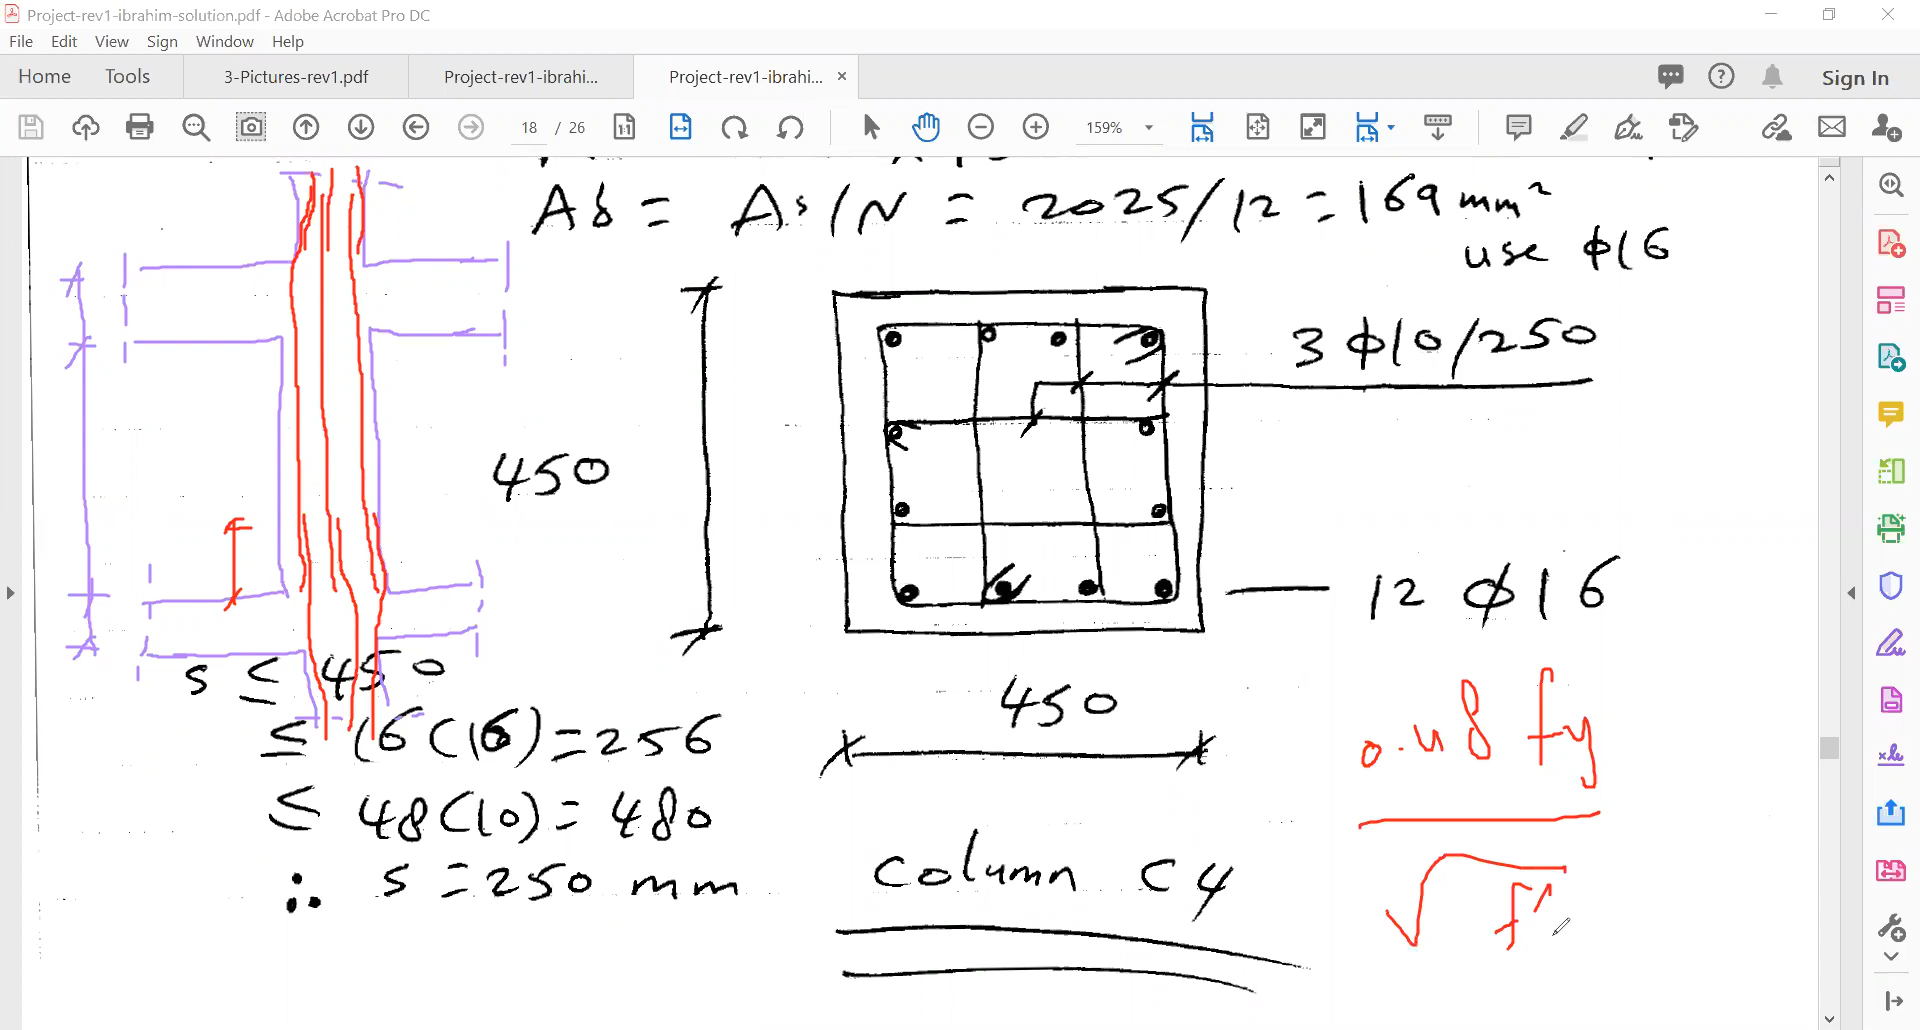 Project-rev1-ibrahim-solution.pdf - Adobe Acrobat Pro DC
File Edit View Sign Window Help
Home Tools 3-Pictures-rev1.pdf Project-rev1-ibrahi... Project-rev1-ibrahi... × Sign In
18 / 26 159%
Ab = As/N = 2025/12 = 169 mm²
use ϕ16
3 ϕ10/250
450
12 ϕ16
s ≤ 450
450
≤ 16(16) = 256
≤ 48(10) = 480
∴ s = 250 mm
column C4
0.48 fy
√f'